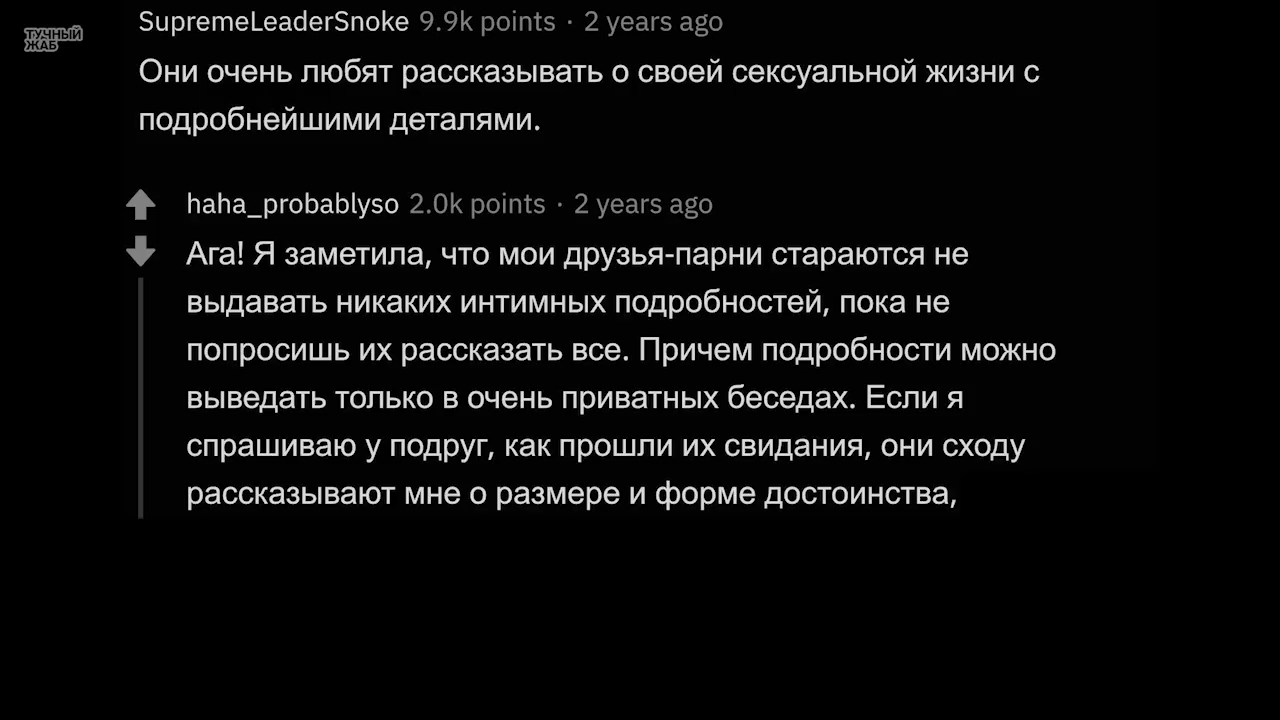 ТУЧНЫЙ
ЖАБ
SupremeLeaderSnoke 9.9k points · 2 years ago
Они очень любят рассказывать о своей сексуальной жизни с
подробнейшими деталями.
haha_probablyso 2.0k points · 2 years ago
Ага! Я заметила, что мои друзья-парни стараются не
выдавать никаких интимных подробностей, пока не
попросишь их рассказать все. Причем подробности можно
выведать только в очень приватных беседах. Если я
спрашиваю у подруг, как прошли их свидания, они сходу
рассказывают мне о размере и форме достоинства,